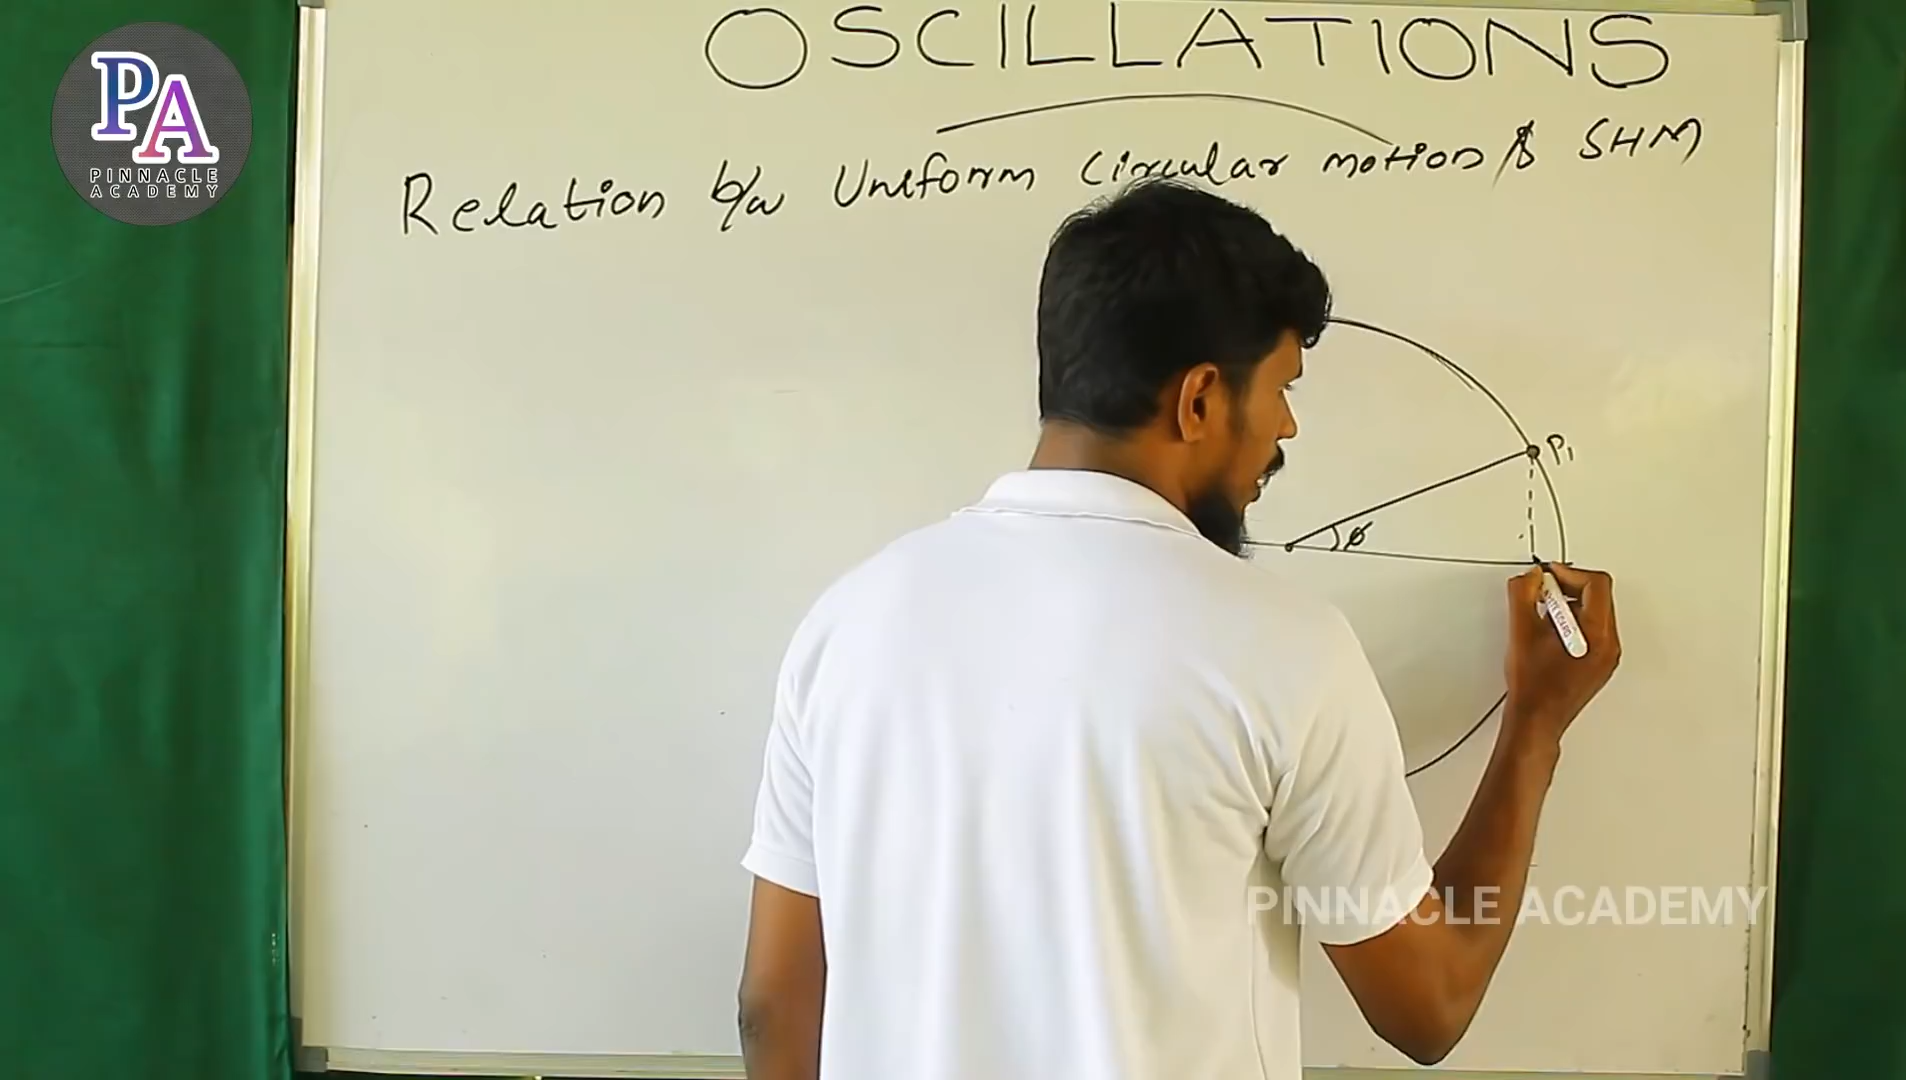 PA
PINNACLE
ACADEMY
OSCILLATIONS
Relation b/w Uniform Circular motion & SHM
P₁
ø
PINNACLE ACADEMY